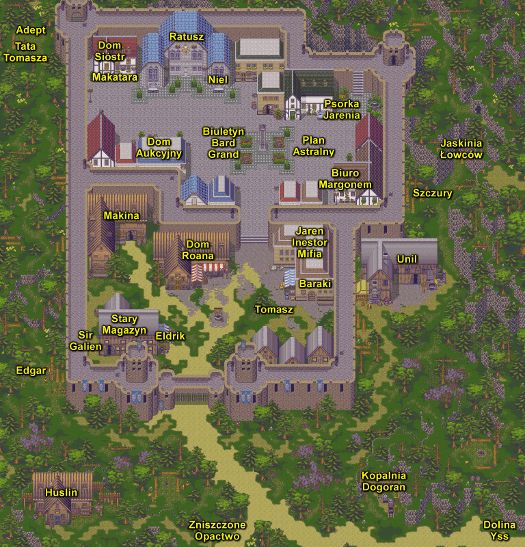 Adept
Tata
Tomasza
Dom
Sióstr
Makatara
Ratusz
Niel
Psorka
Jarenia
Dom
Aukcyjny
Biuletyn
Bard
Grand
Plan
Astralny
Jaskinia
Łowców
Biuro
Margonem
Szczury
Makina
Dom
Roana
Jaren
Inestor
Mifia
Unil
Baraki
Tomasz
Stary
Magazyn
Sir
Galien
Eldrik
Edgar
Huslin
Kopalnia
Dogoran
Zniszczone
Opactwo
Dolina
Yss